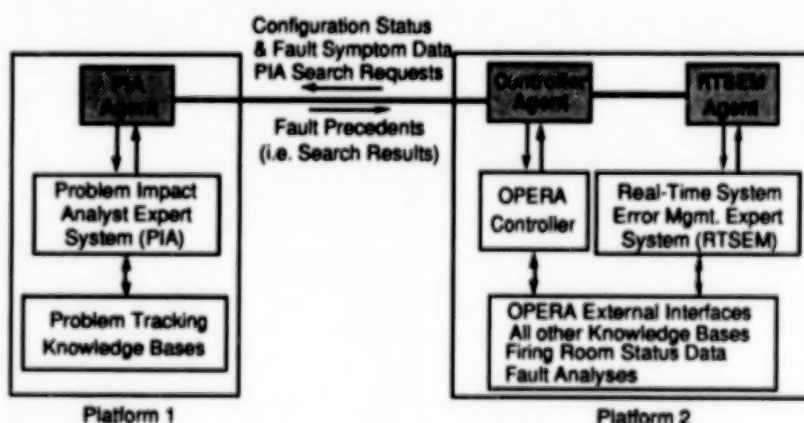 Configuration Status
& Fault Symptom Data
PIA Search Requests
Fault Precedents
(i.e. Search Results)
PIA
Agent
Problem Impact
Analyst Expert
System (PIA)
Problem Tracking
Knowledge Bases
Platform 1
Controller
Agent
RTSEM
Agent
OPERA
Controller
Real-Time System
Error Mgmt. Expert
System (RTSEM)
OPERA External Interfaces
All other Knowledge Bases
Firing Room Status Data
Fault Analyses
Platform 2